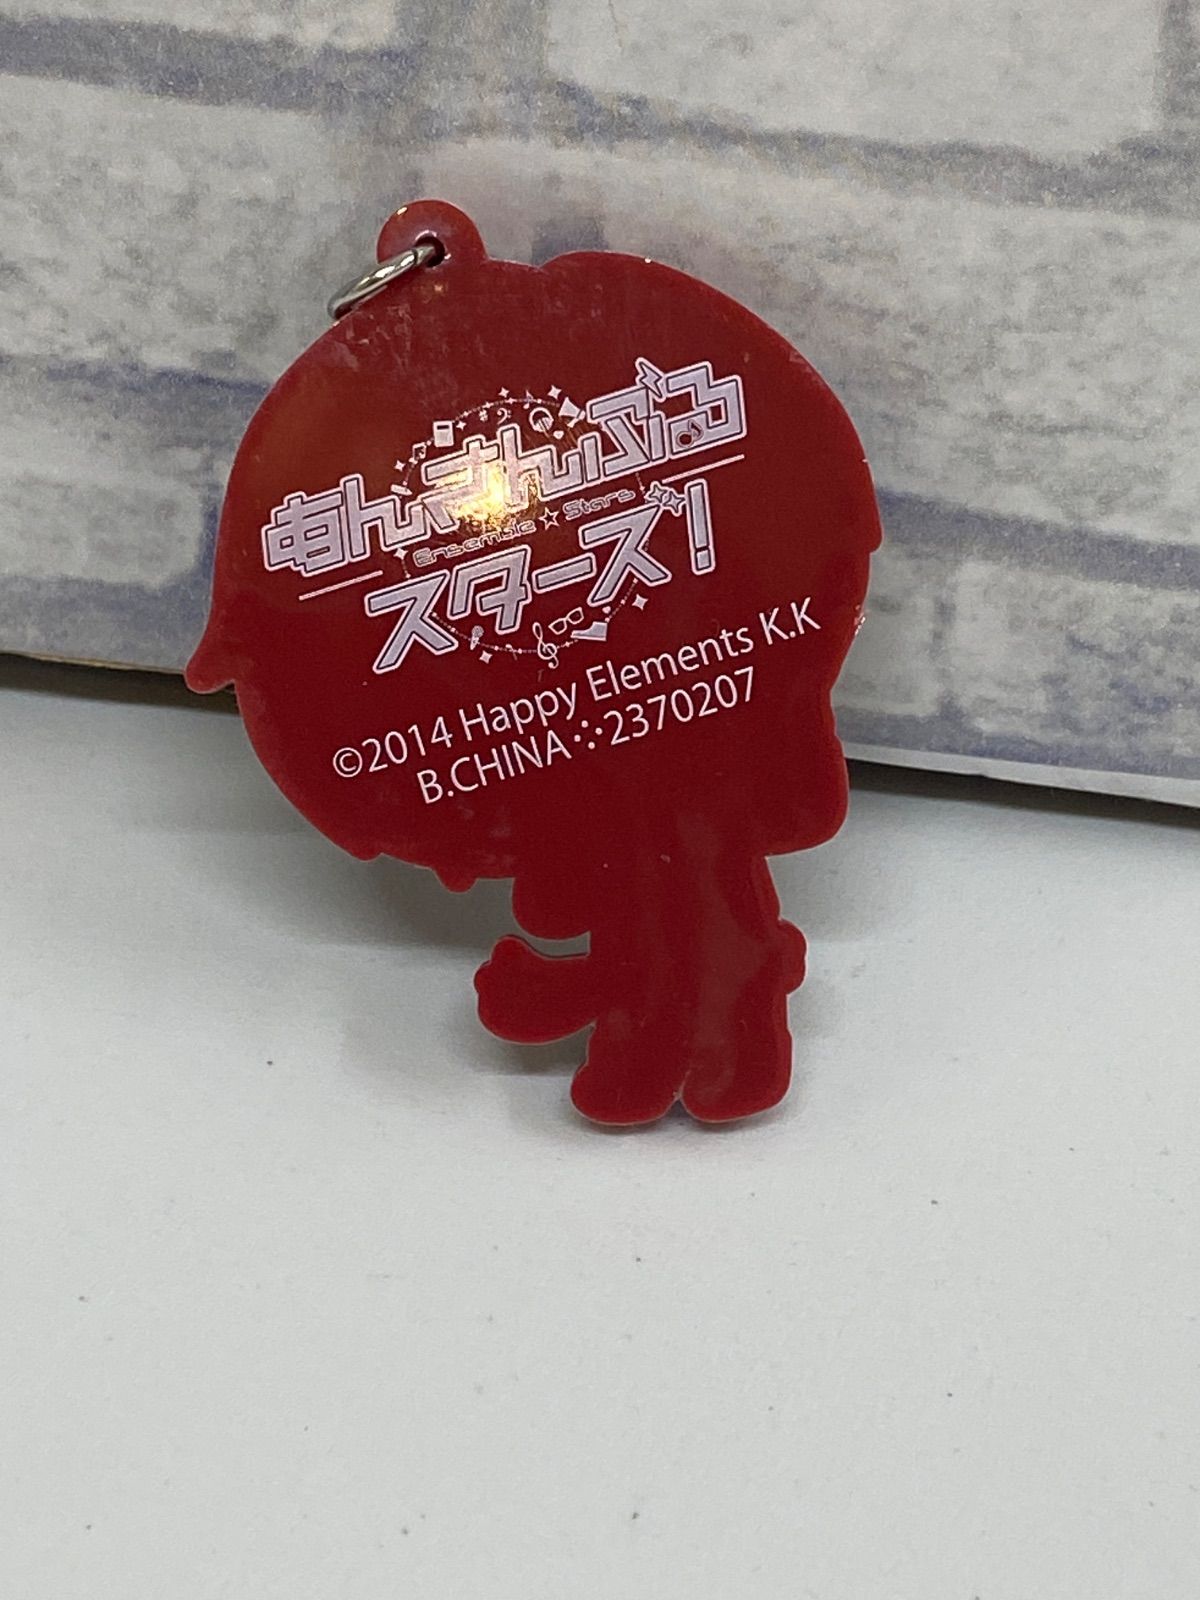 あんさんぶる
Ensemble ★ Stars
スターズ!
©2014 Happy Elements K.K
B.CHINA⁘2370207